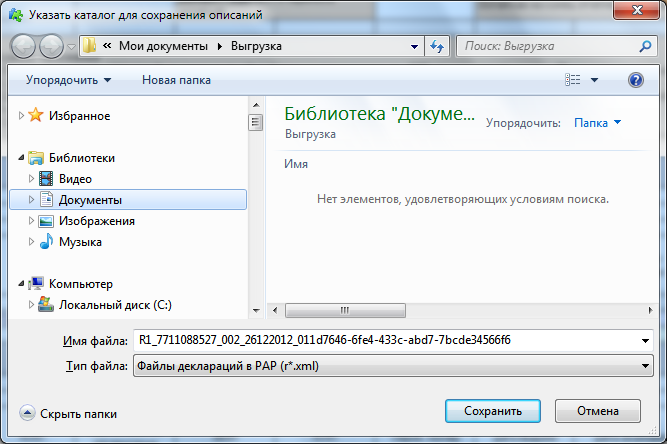 Указать каталог для сохранения описаний
« Мои документы Выгрузка
Поиск: Выгрузка
Упорядочить
Новая папка
Избранное
Библиотеки
Видео
Документы
Изображения
Музыка
Компьютер
Локальный диск (C:)
Библиотека "Докуме...
Выгрузка
Упорядочить: Папка
Имя
Нет элементов, удовлетворяющих условиям поиска.
Имя файла: R1_7711088527_002_26122012_011d7646-6fe4-433c-abd7-7bcde34566f6
Тип файла: Файлы деклараций в РАР (r*.xml)
Скрыть папки
Сохранить
Отмена